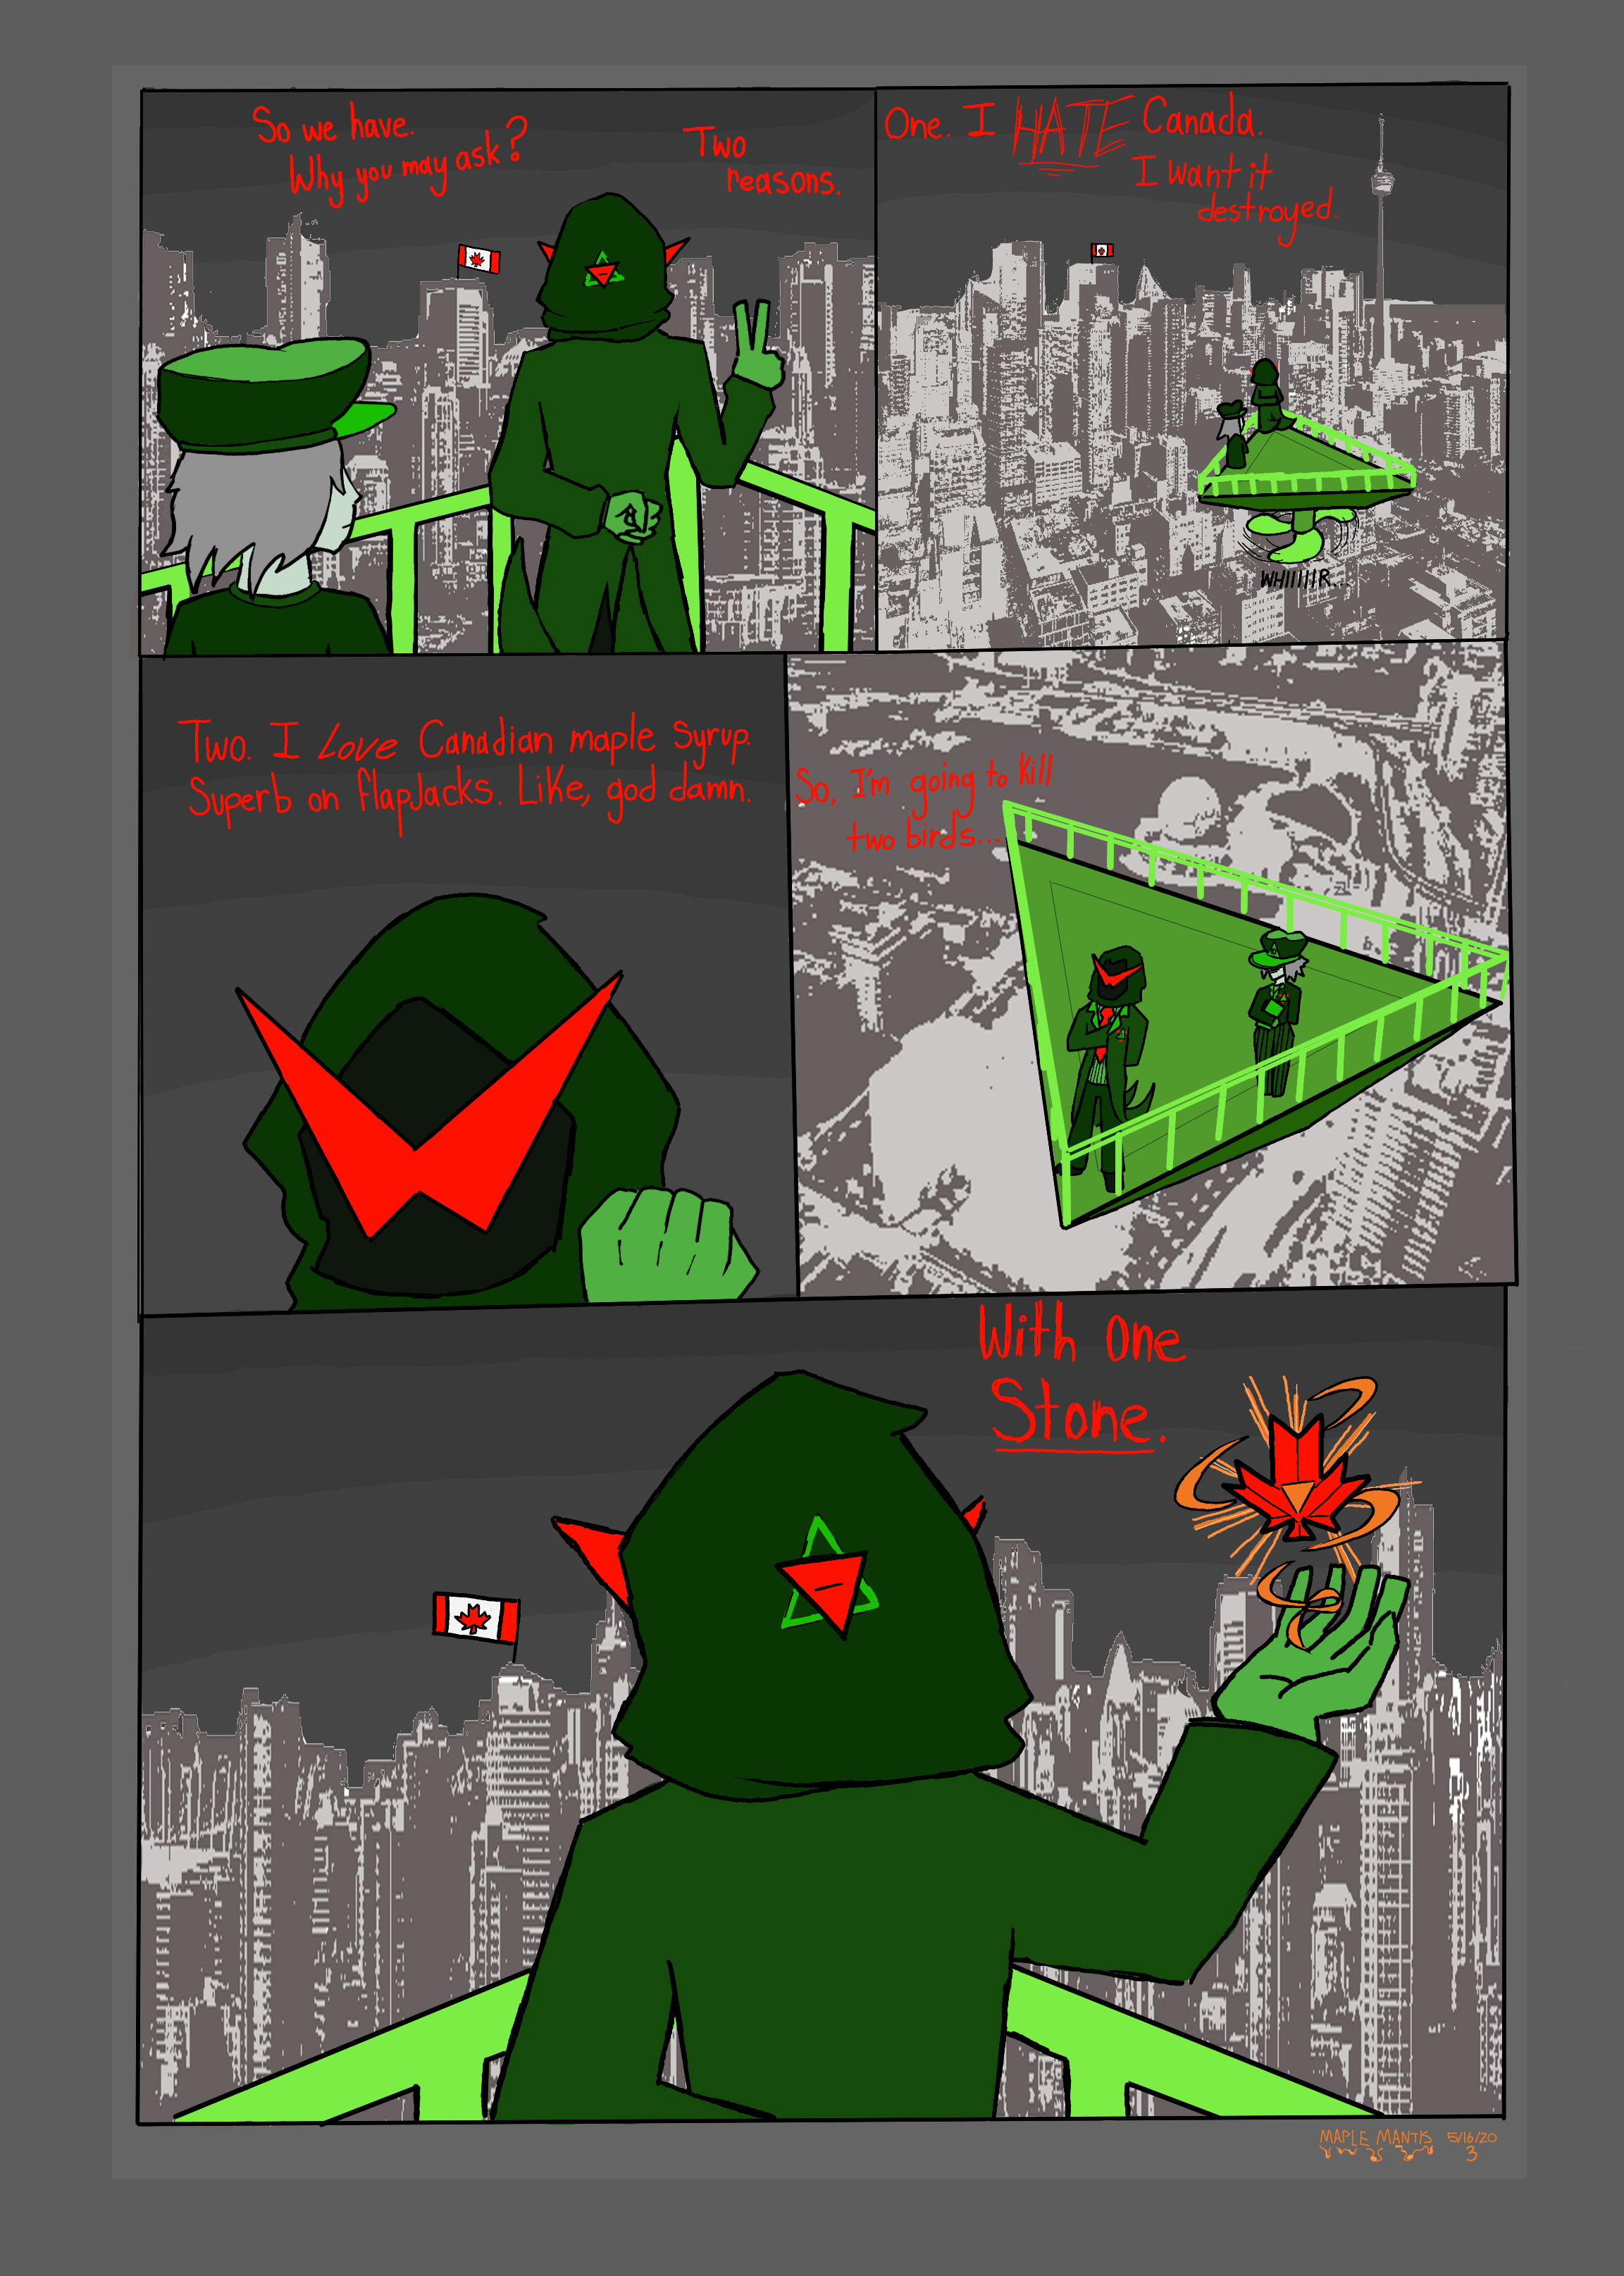 So we have.
Why you may ask?
Two
reasons.
One. I HATE Canada.
I want it
destroyed.
WHIIIIIR...
Two. I Love Canadian maple syrup.
Superb on flapJacks. Like, god damn.
So, I'm going to kill
two birds...
With one
Stone.
MAPLE MANTIS 5/16/20
3